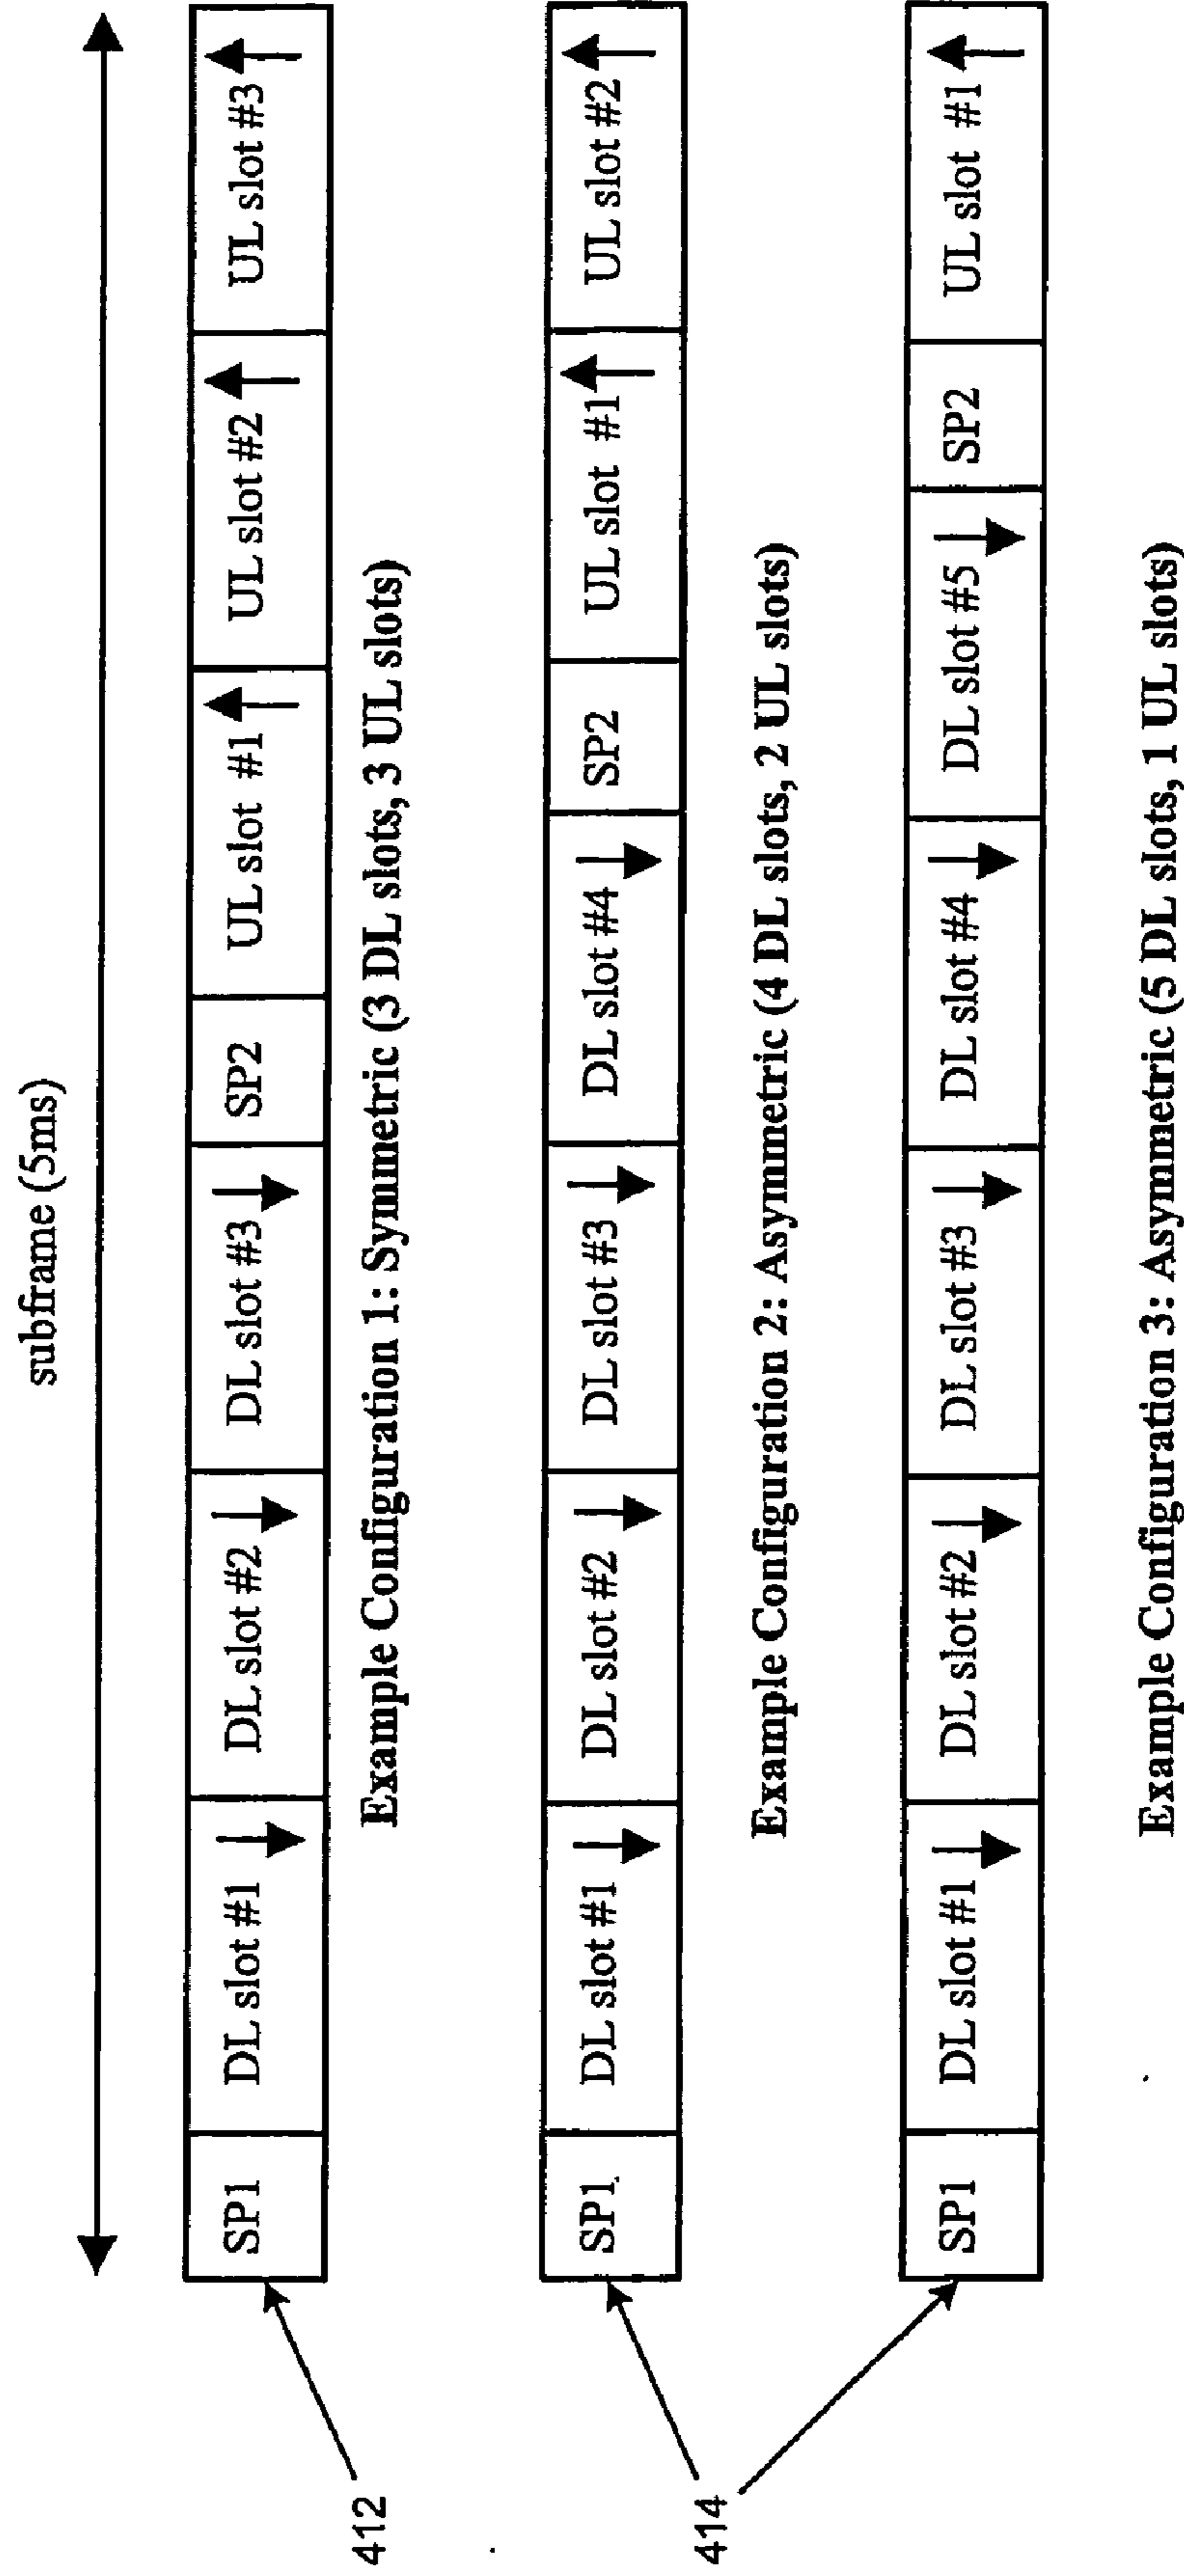 subframe (5ms)
SP1 DL slot #1 DL slot #2 DL slot #3 SP2 UL slot #1 UL slot #2 UL slot #3
412
Example Configuration 1: Symmetric (3 DL slots, 3 UL slots)
SP1 DL slot #1 DL slot #2 DL slot #3 DL slot #4 SP2 UL slot #1 UL slot #2
414
Example Configuration 2: Asymmetric (4 DL slots, 2 UL slots)
SP1 DL slot #1 DL slot #2 DL slot #3 DL slot #4 DL slot #5 SP2 UL slot #1
Example Configuration 3: Asymmetric (5 DL slots, 1 UL slots)